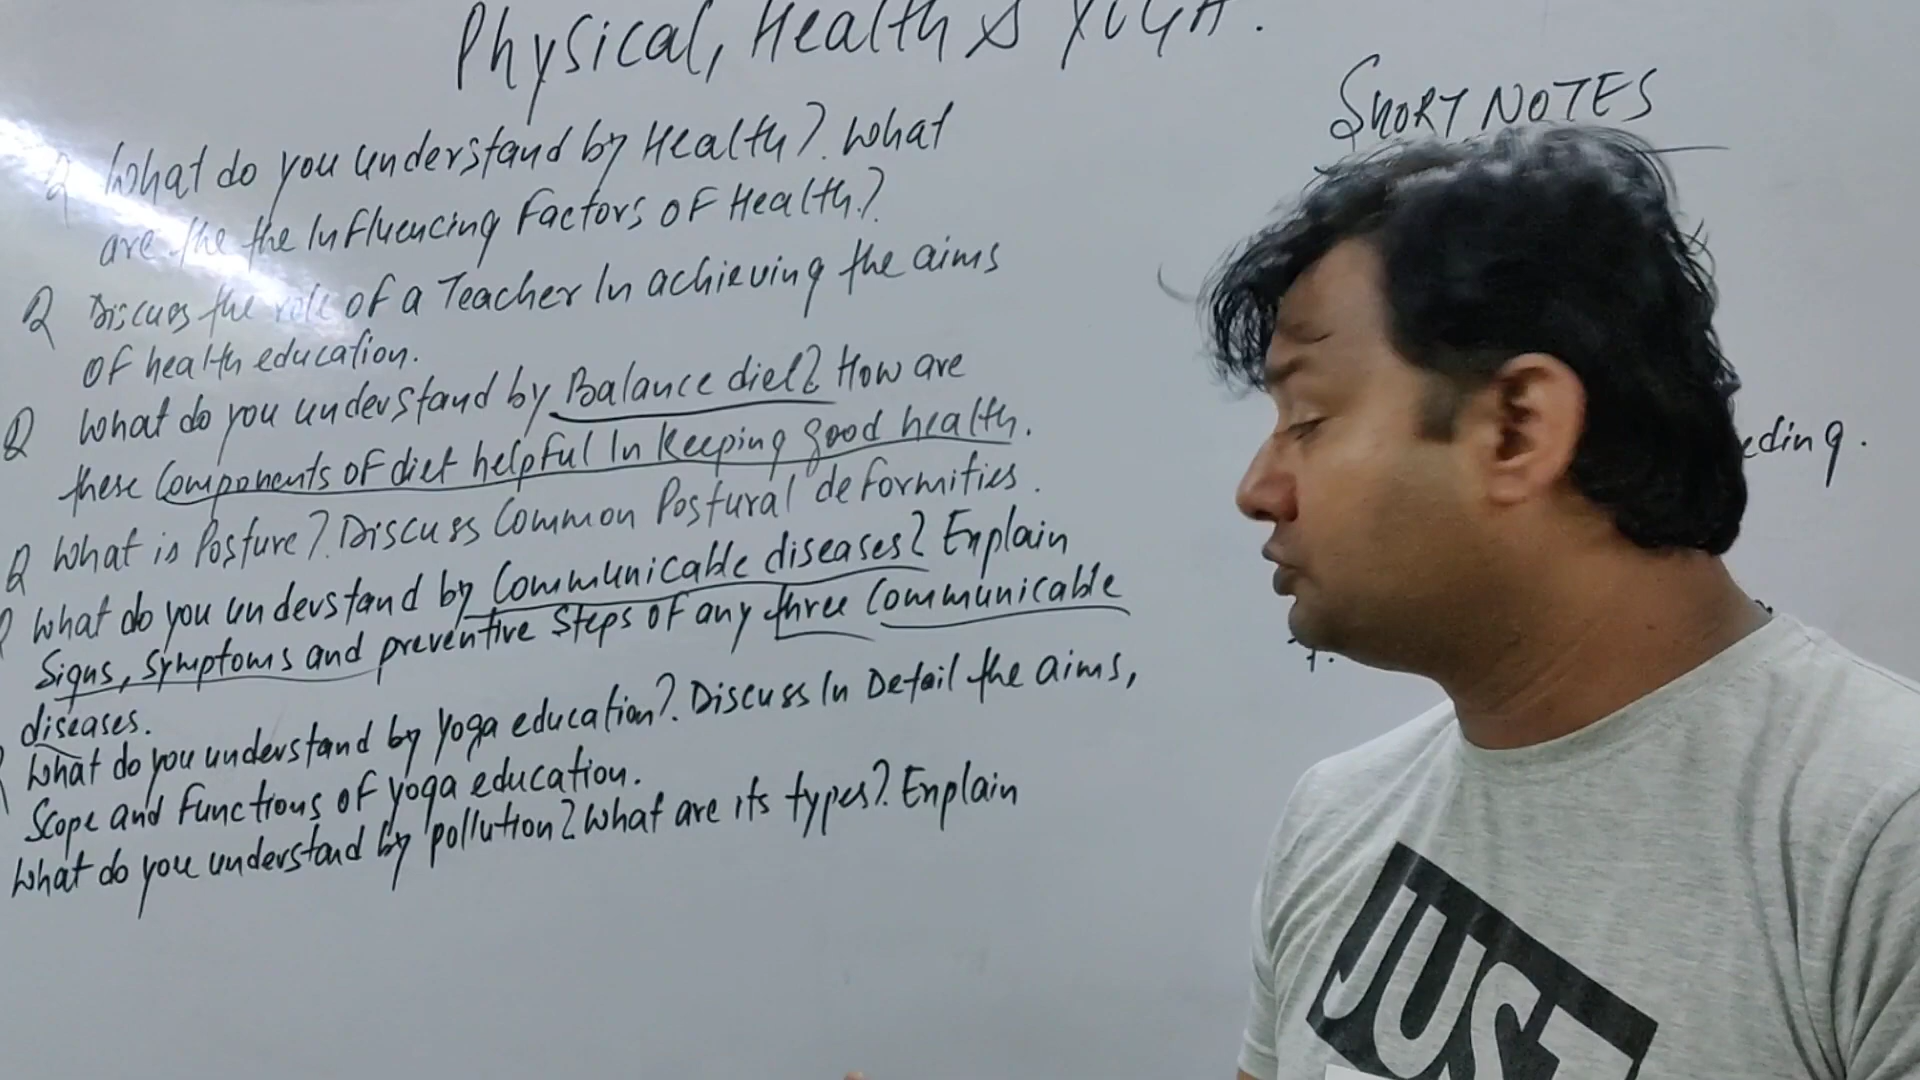 Physical, Health & YOGA.
Q What do you understand by Health? What
are the the Influencing Factors of Health?
Q Discuss the role of a Teacher In achieving the aims
of health education.
Q What do you understand by Balance diet? How are
these Components of diet helpful In keeping good health.
Q What is Posture? Discuss Common Postural deformities.
Q What do you understand by Communicable diseases? Explain
Signs, Symptoms and preventive Steps of any three Communicable
diseases.
What do you understand by Yoga education? Discuss In Detail the aims,
Scope and Functions of yoga education.
What do you understand by pollution? What are its types? Explain
SHORT NOTES
eding.
7.
JUST